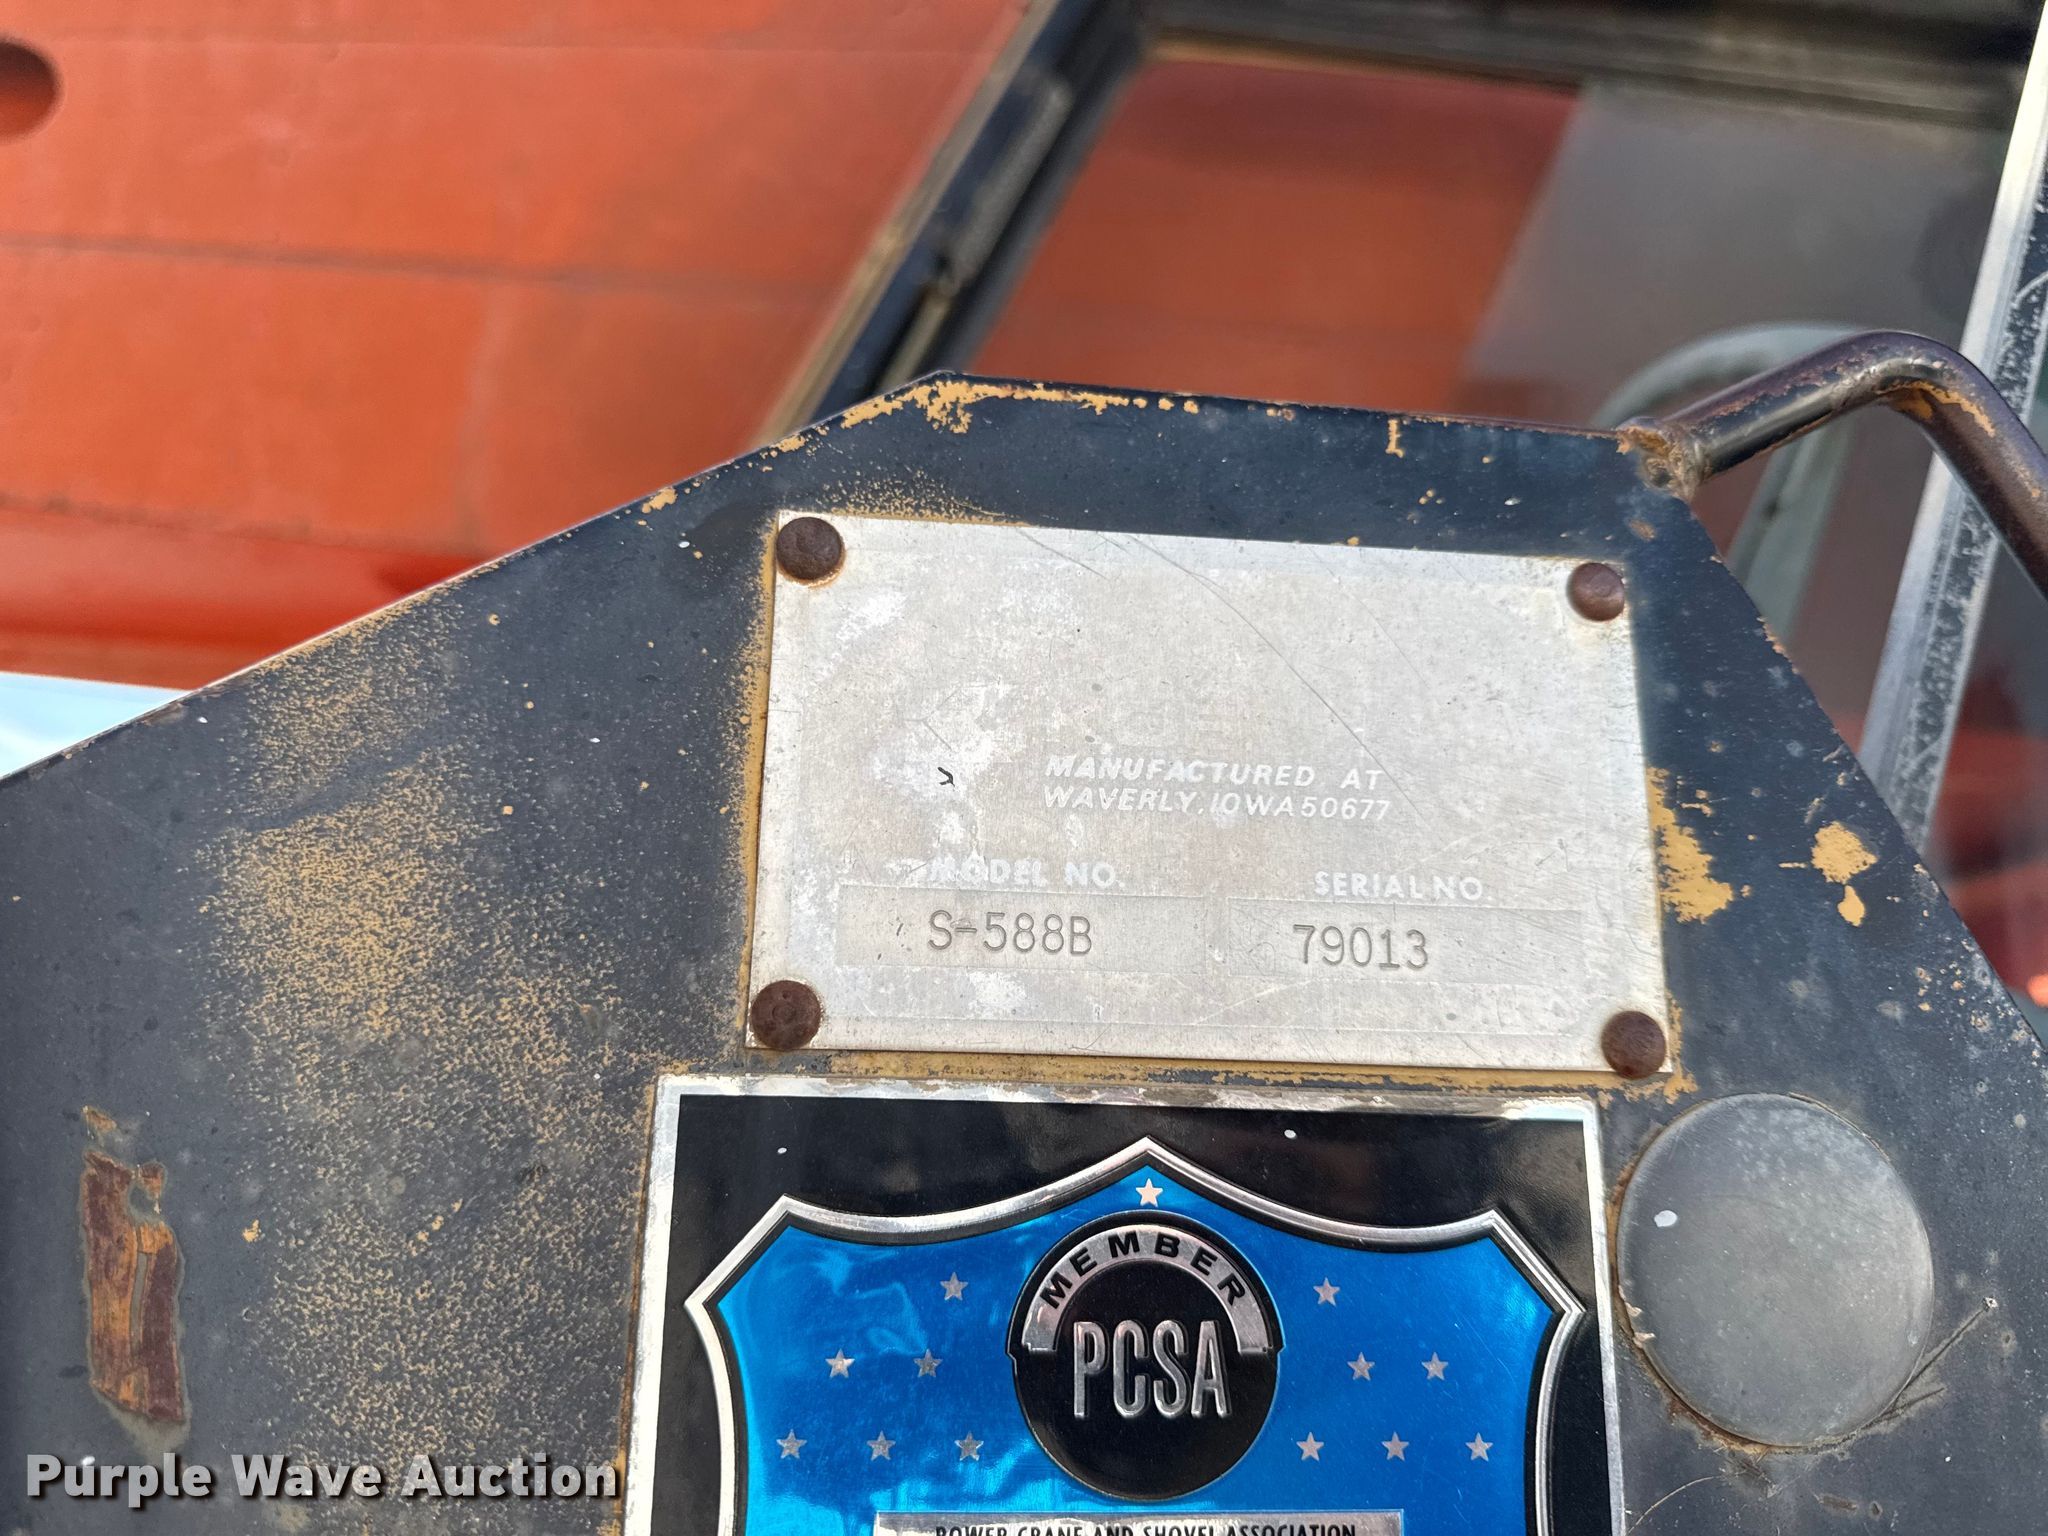 MANUFACTURED AT
WAVERLY, IOWA 50677
MODEL NO. SERIAL NO.
S-588B 79013
MEMBER
PCSA
POWER CRANE AND SHOVEL ASSOCIATION
Purple Wave Auction